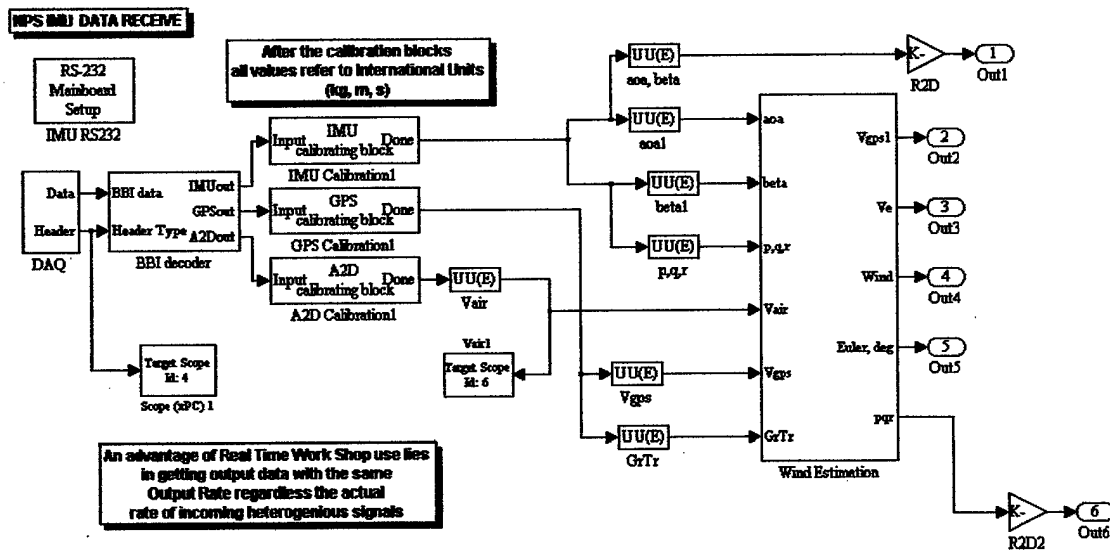 NPS IMU DATA RECEIVE
RS-232
Mainboard
Setup
IMU RS232
After the calibration blocks
all values refer to International Units
(kg, m, s)
UU(E)
aoa, beta
K-
R2D
1
Out1
Data
Header
DAQ
BBI data
Header Type
IMUout
GPSout
A2Dout
BBI decoder
Input
IMU
calibrating block
Done
IMU Calibration1
Input
GPS
calibrating block
Done
GPS Calibration1
Input
A2D
calibrating block
Done
A2D Calibration1
UU(E)
Vair
UU(E)
aoa1
UU(E)
beta1
UU(E)
p,q,r
Vair1
Target Scope
Id: 6
Target Scope
Id: 4
Scope (xPC) 1
UU(E)
Vgps
UU(E)
GrTr
aoa
beta
p,q,r
Vair
Vgps
GrTr
Vgps1
Ve
Wind
Euler, deg
pqr
Wind Estimation
2
Out2
3
Out3
4
Out4
5
Out5
K-
R2D2
6
Out6
An advantage of Real Time Work Shop use lies
in getting output data with the same
Output Rate regardless the actual
rate of incoming heterogenious signals